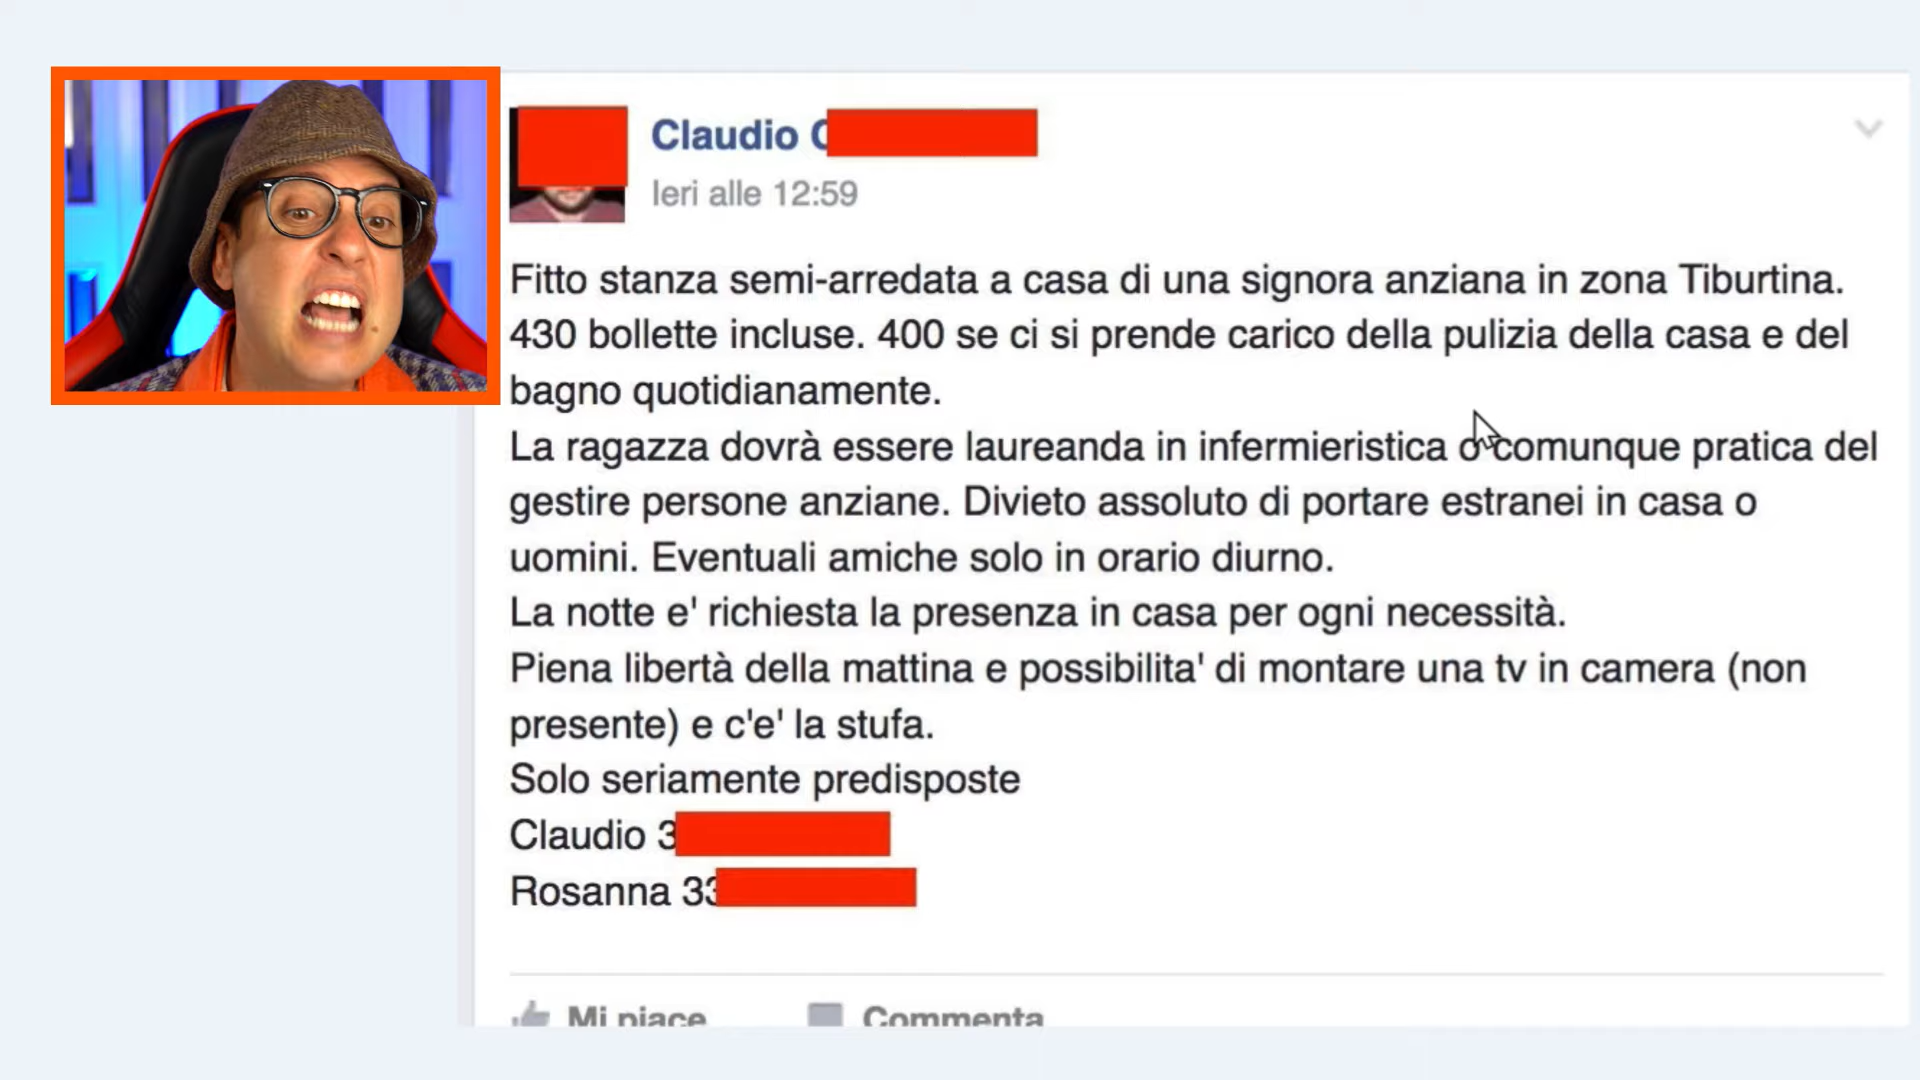 Claudio
Ieri alle 12:59
Fitto stanza semi-arredata a casa di una signora anziana in zona Tiburtina.
430 bollette incluse. 400 se ci si prende carico della pulizia della casa e del
bagno quotidianamente.
La ragazza dovrà essere laureanda in infermieristica o comunque pratica del
gestire persone anziane. Divieto assoluto di portare estranei in casa o
uomini. Eventuali amiche solo in orario diurno.
La notte e' richiesta la presenza in casa per ogni necessità.
Piena libertà della mattina e possibilita' di montare una tv in camera (non
presente) e c'e' la stufa.
Solo seriamente predisposte
Claudio 3
Rosanna 33
Mi piace Commenta